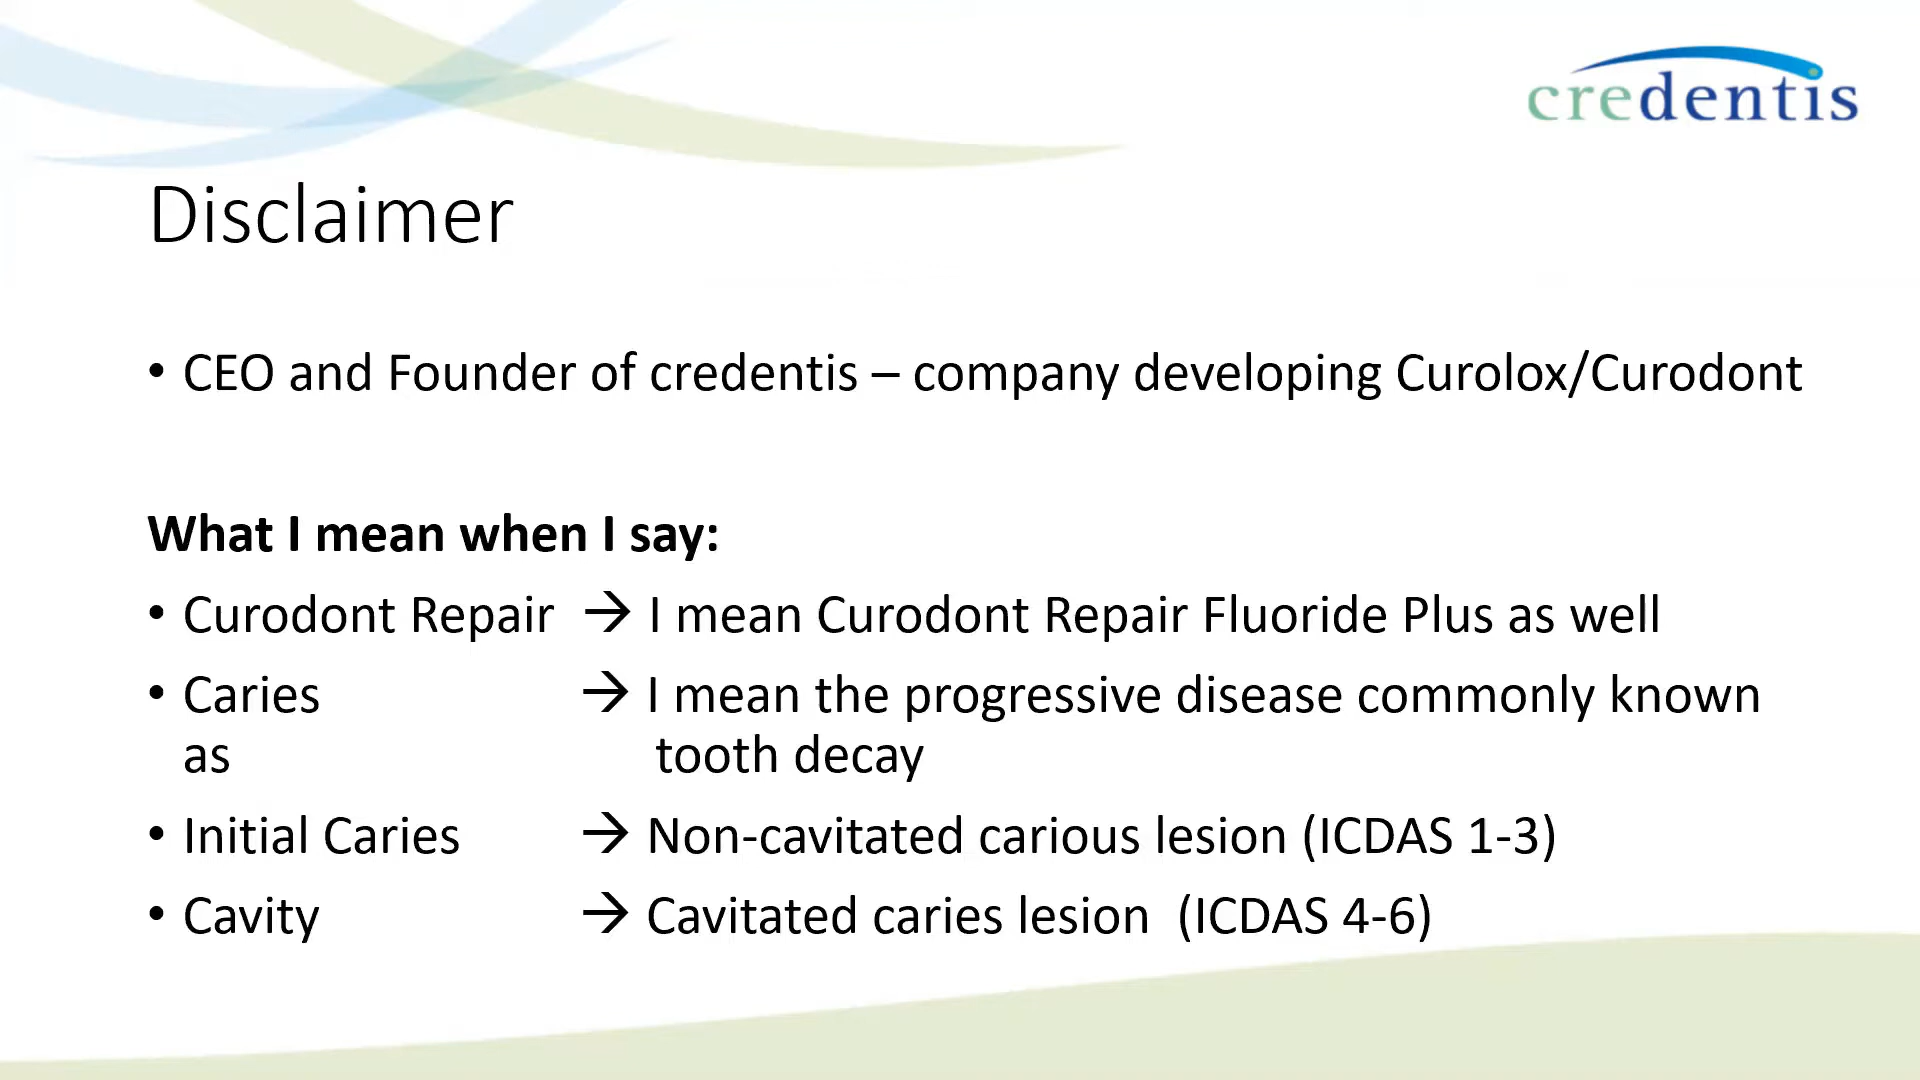 credentis
Disclaimer
• CEO and Founder of credentis – company developing Curolox/Curodont
What I mean when I say:
• Curodont Repair → I mean Curodont Repair Fluoride Plus as well
• Caries → I mean the progressive disease commonly known
as tooth decay
• Initial Caries → Non-cavitated carious lesion (ICDAS 1-3)
• Cavity → Cavitated caries lesion (ICDAS 4-6)